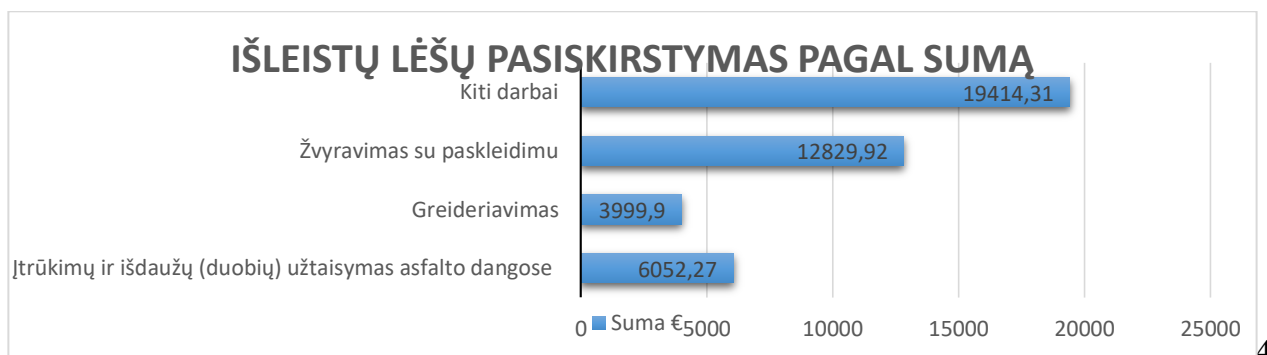 IŠLEISTŲ LĖŠŲ PASISKIRSTYMAS PAGAL SUMĄ
Kiti darbai 19414,31
Žvyravimas su paskleidimu 12829,92
Greideriavimas 3999,9
Įtrūkimų ir išdaužų (duobių) užtaisymas asfalto dangose 6052,27
0 5000 10000 15000 20000 25000
Suma €
4